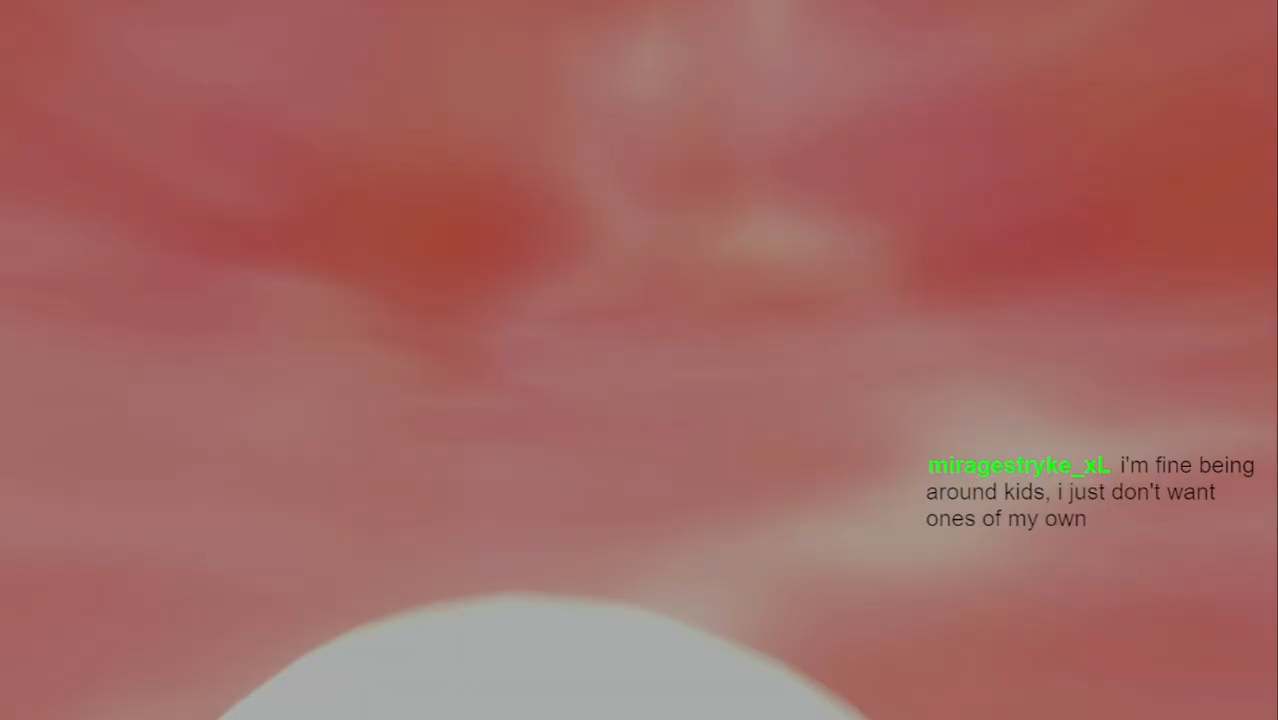 miragestryke_xL i'm fine being
around kids, i just don't want
ones of my own